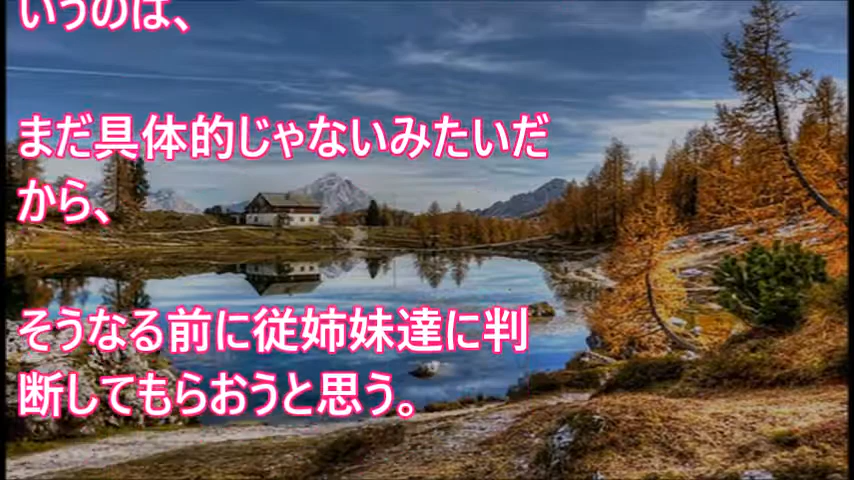 いうのは、
まだ具体的じゃないみたいだ
から、
そうなる前に従姉妹達に判
断してもらおうと思う。